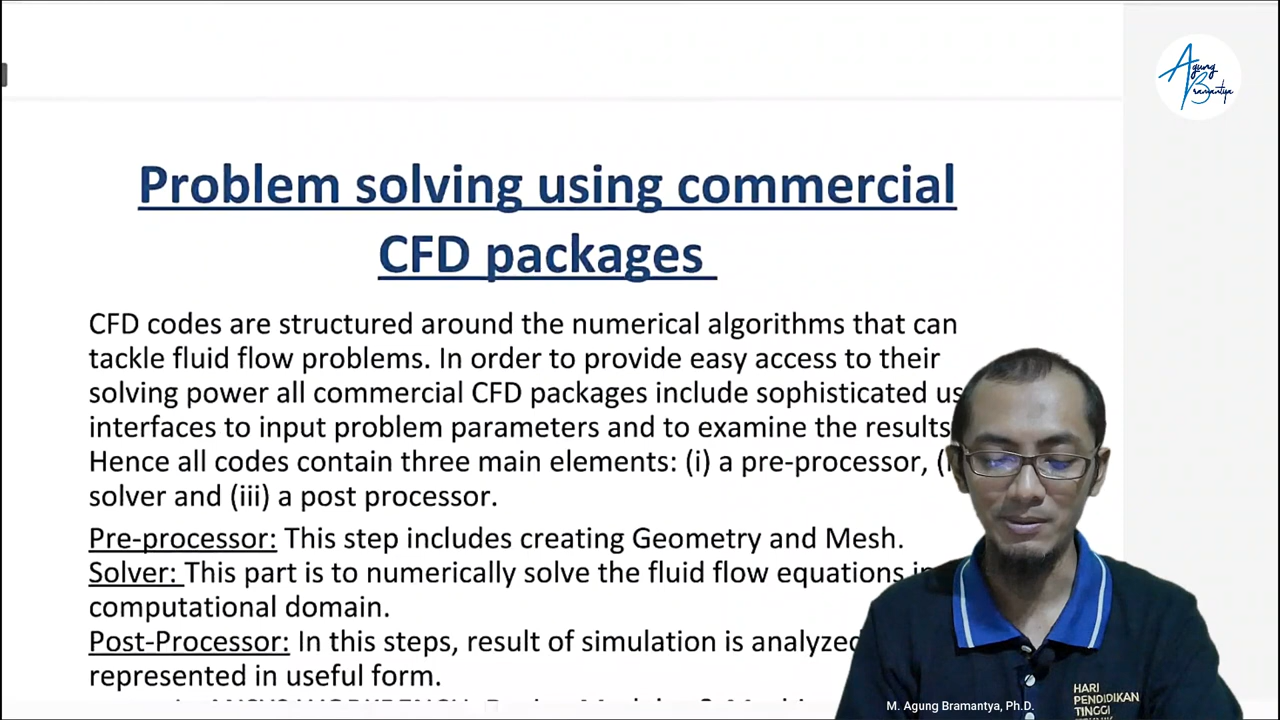 Agung
Bramantya
Problem solving using commercial
CFD packages
CFD codes are structured around the numerical algorithms that can
tackle fluid flow problems. In order to provide easy access to their
solving power all commercial CFD packages include sophisticated us
interfaces to input problem parameters and to examine the results
Hence all codes contain three main elements: (i) a pre-processor, (
solver and (iii) a post processor.
Pre-processor: This step includes creating Geometry and Mesh.
Solver: This part is to numerically solve the fluid flow equations in
computational domain.
Post-Processor: In this steps, result of simulation is analyzed
represented in useful form.
M. Agung Bramantya, Ph.D.
HARI
PENDIDIKAN
TINGGI